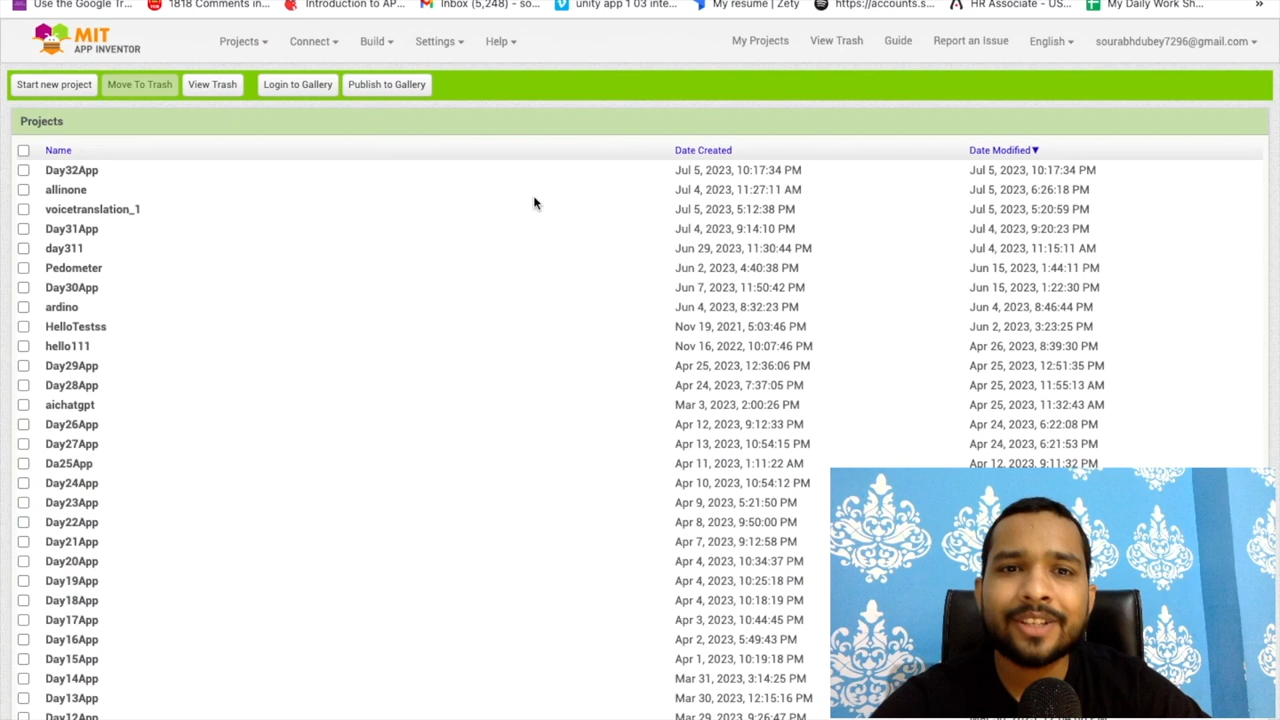 Use the Google Tr... 1818 Comments in... Introduction to AP... Inbox (5,248) - so... unity app 1 03 inte... My resume | Zety https://accounts.s... HR Associate - US... My Daily Work Sh... »
MIT APP INVENTOR Projects Connect Build Settings Help My Projects View Trash Guide Report an Issue English sourabhdubey7296@gmail.com
Start new project Move To Trash View Trash Login to Gallery Publish to Gallery
Projects
Name Date Created Date Modified▼
Day32App Jul 5, 2023, 10:17:34 PM Jul 5, 2023, 10:17:34 PM
allinone Jul 4, 2023, 11:27:11 AM Jul 5, 2023, 6:26:18 PM
voicetranslation_1 Jul 5, 2023, 5:12:38 PM Jul 5, 2023, 5:20:59 PM
Day31App Jul 4, 2023, 9:14:10 PM Jul 4, 2023, 9:20:23 PM
day311 Jun 29, 2023, 11:30:44 PM Jul 4, 2023, 11:15:11 AM
Pedometer Jun 2, 2023, 4:40:38 PM Jun 15, 2023, 1:44:11 PM
Day30App Jun 7, 2023, 11:50:42 PM Jun 15, 2023, 1:22:30 PM
ardino Jun 4, 2023, 8:32:23 PM Jun 4, 2023, 8:46:44 PM
HelloTestss Nov 19, 2021, 5:03:46 PM Jun 2, 2023, 3:23:25 PM
hello111 Nov 16, 2022, 10:07:46 PM Apr 26, 2023, 8:39:30 PM
Day29App Apr 25, 2023, 12:36:06 PM Apr 25, 2023, 12:51:35 PM
Day28App Apr 24, 2023, 7:37:05 PM Apr 25, 2023, 11:55:13 AM
aichatgpt Mar 3, 2023, 2:00:26 PM Apr 25, 2023, 11:32:43 AM
Day26App Apr 12, 2023, 9:12:33 PM Apr 24, 2023, 6:22:08 PM
Day27App Apr 13, 2023, 10:54:15 PM Apr 24, 2023, 6:21:53 PM
Da25App Apr 11, 2023, 1:11:22 AM Apr 12, 2023, 9:11:32 PM
Day24App Apr 10, 2023, 10:54:12 PM
Day23App Apr 9, 2023, 5:21:50 PM
Day22App Apr 8, 2023, 9:50:00 PM
Day21App Apr 7, 2023, 9:12:58 PM
Day20App Apr 4, 2023, 10:34:37 PM
Day19App Apr 4, 2023, 10:25:18 PM
Day18App Apr 4, 2023, 10:18:19 PM
Day17App Apr 3, 2023, 10:44:45 PM
Day16App Apr 2, 2023, 5:49:43 PM
Day15App Apr 1, 2023, 10:19:18 PM
Day14App Mar 31, 2023, 3:14:25 PM
Day13App Mar 30, 2023, 12:15:16 PM
Day12App Mar 29, 2023, 9:26:47 PM